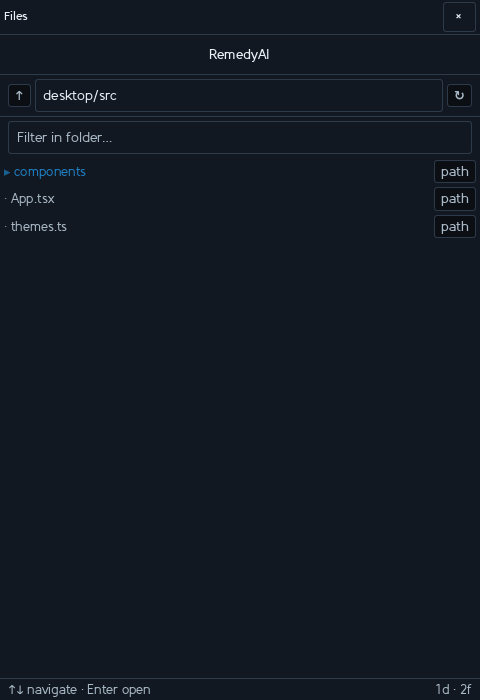 Files ×
RemedyAI
↑ desktop/src ↻
Filter in folder...
▸ components path
· App.tsx path
· themes.ts path
↑↓ navigate · Enter open 1d · 2f